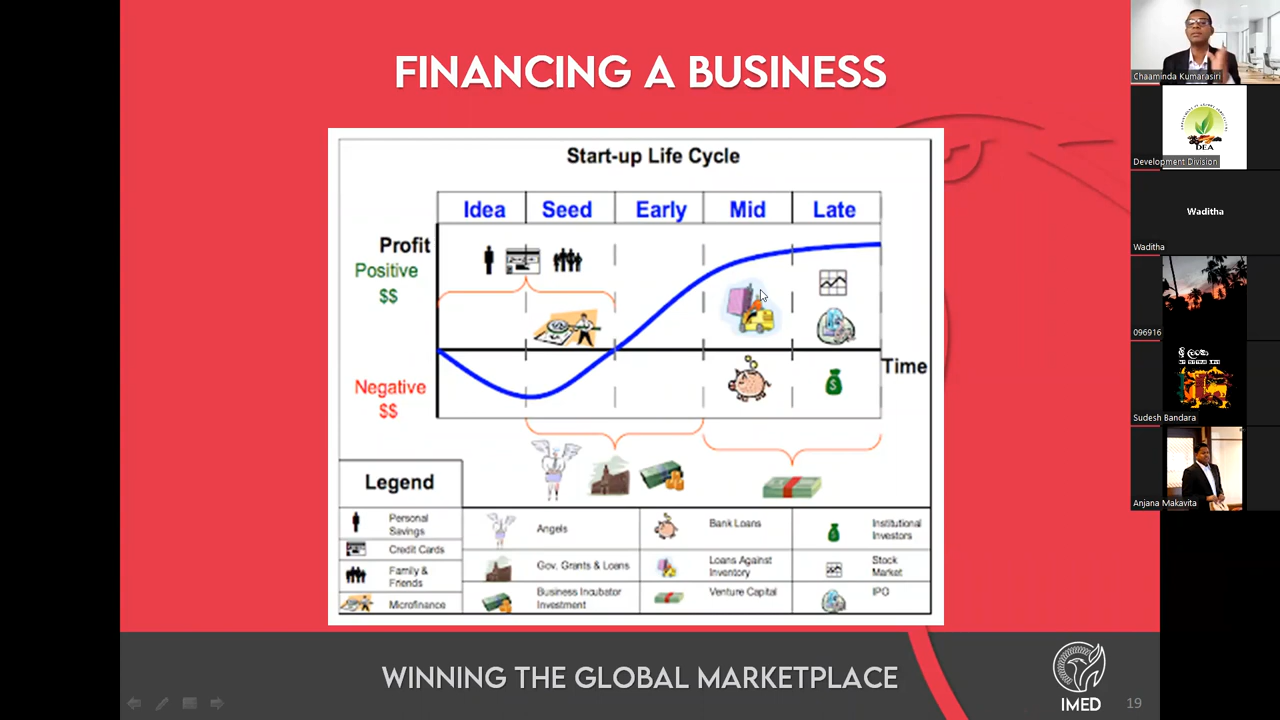 FINANCING A BUSINESS
Start-up Life Cycle
Idea Seed Early Mid Late
Profit
Positive
$$
Negative
$$
Time
$
Legend
Personal
Savings
Credit Cards
Family &
Friends
Microfinance
Angels
Gov. Grants & Loans
Business Incubator
Investment
Bank Loans
Loans Against
Inventory
Venture Capital
Institutional
Investors
Stock
Market
IPO
WINNING THE GLOBAL MARKETPLACE
IMED
19
Chaaminda Kumarasiri
DEA
Development Division
Waditha
Waditha
096916
ශ්‍රී ලංකා
Sudesh Bandara
Anjana Makavita